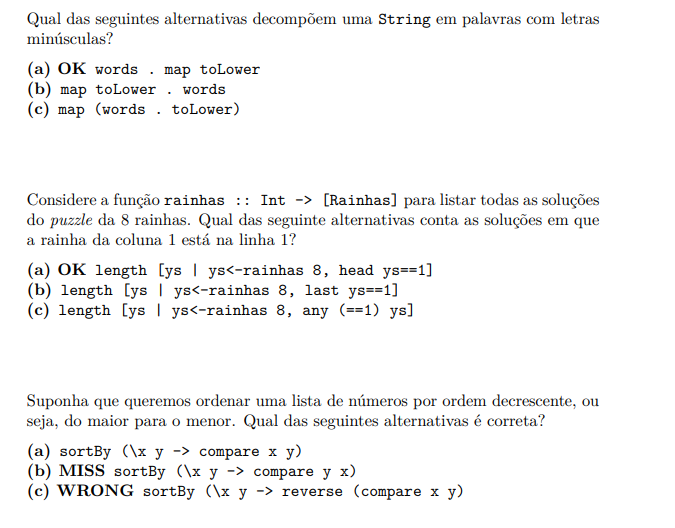 Qual das seguintes alternativas decompõem uma String em palavras com letras
minúsculas?
(a) OK words . map toLower
(b) map toLower . words
(c) map (words . toLower)
Considere a função rainhas :: Int -> [Rainhas] para listar todas as soluções
do puzzle da 8 rainhas. Qual das seguinte alternativas conta as soluções em que
a rainha da coluna 1 está na linha 1?
(a) OK length [ys | ys<-rainhas 8, head ys==1]
(b) length [ys | ys<-rainhas 8, last ys==1]
(c) length [ys | ys<-rainhas 8, any (==1) ys]
Suponha que queremos ordenar uma lista de números por ordem decrescente, ou
seja, do maior para o menor. Qual das seguintes alternativas é correta?
(a) sortBy (\x y -> compare x y)
(b) MISS sortBy (\x y -> compare y x)
(c) WRONG sortBy (\x y -> reverse (compare x y)